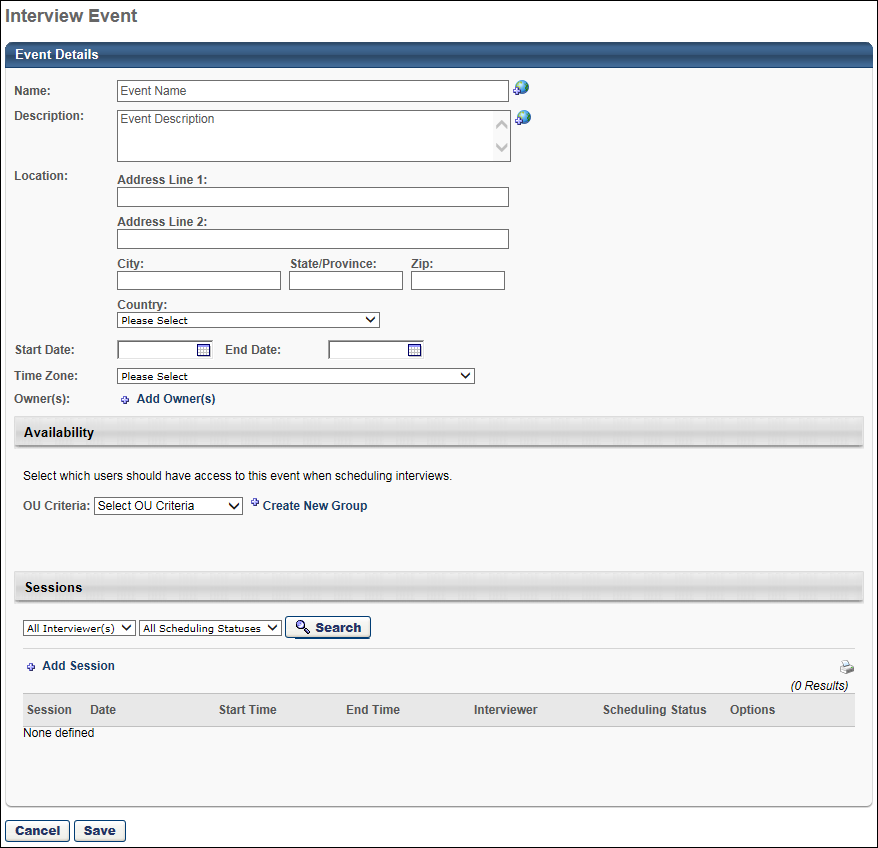 Interview Event
Event Details
Name: Event Name
Description: Event Description
Location: Address Line 1:
Address Line 2:
City: State/Province: Zip:
Country:
Please Select
Start Date: End Date:
Time Zone: Please Select
Owner(s): Add Owner(s)
Availability
Select which users should have access to this event when scheduling interviews.
OU Criteria: Select OU Criteria Create New Group
Sessions
All Interviewer(s) All Scheduling Statuses Search
Add Session
(0 Results)
Session Date Start Time End Time Interviewer Scheduling Status Options
None defined
Cancel Save